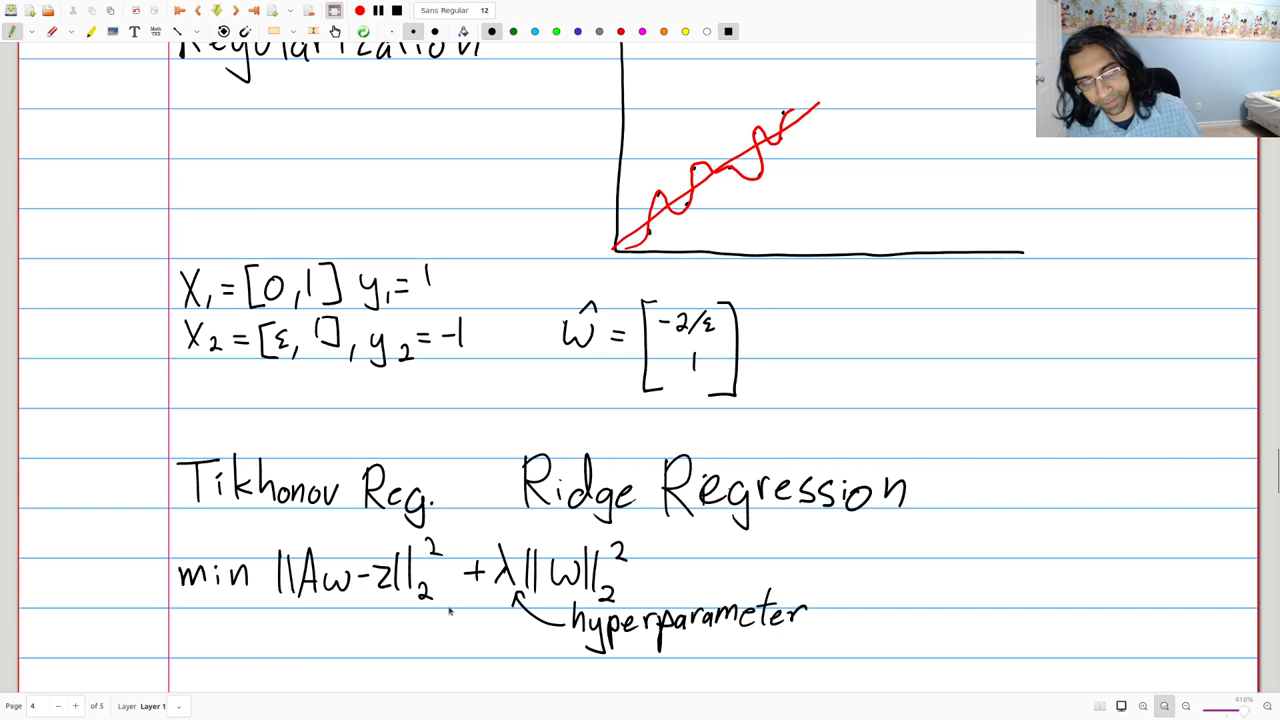 Sans Regular 12
Regularization
X₁ = [0, 1] y₁ = 1
X₂ = [ε, 1], y₂ = -1
ŵ = [-2/ε
1]
Tikhonov Reg. Ridge Regression
min ||Aw-z||₂² + λ||w||₂²
hyperparameter
Page 4 of 5 Layer Layer 1
416%